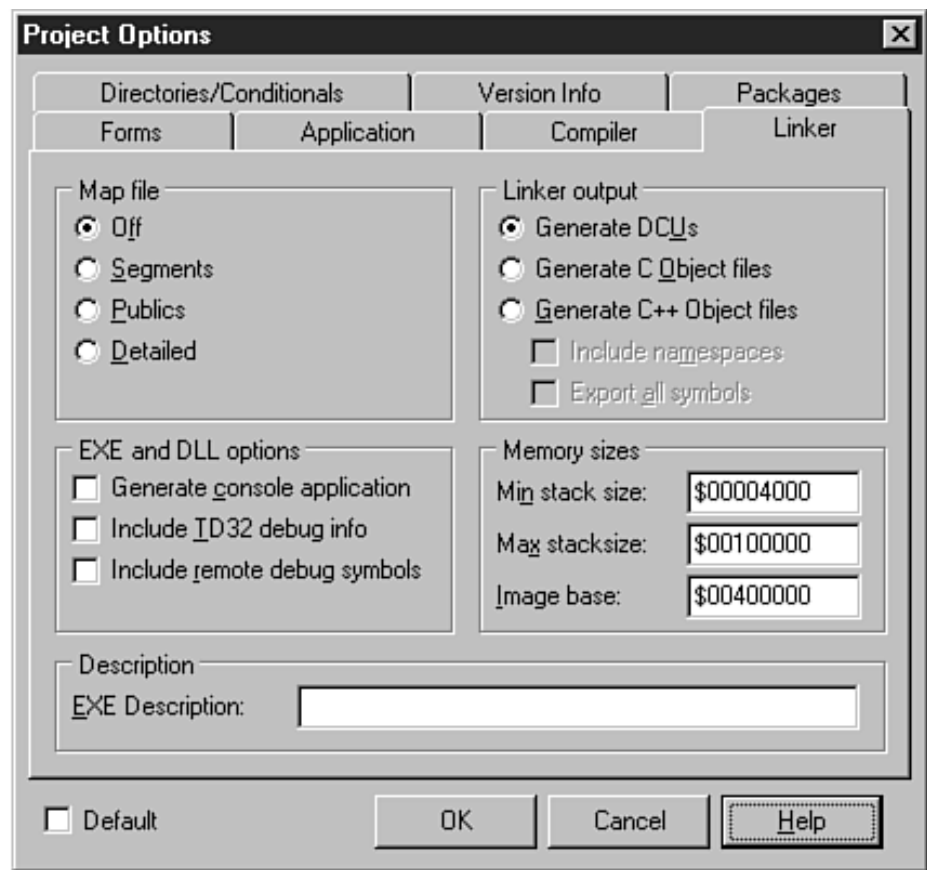 Project Options
Directories/Conditionals Version Info Packages
Forms Application Compiler Linker
Map file
Off
Segments
Publics
Detailed
Linker output
Generate DCUs
Generate C Object files
Generate C++ Object files
Include namespaces
Export all symbols
EXE and DLL options
Generate console application
Include TD32 debug info
Include remote debug symbols
Memory sizes
Min stack size: $00004000
Max stacksize: $00100000
Image base: $00400000
Description
EXE Description:
Default OK Cancel Help